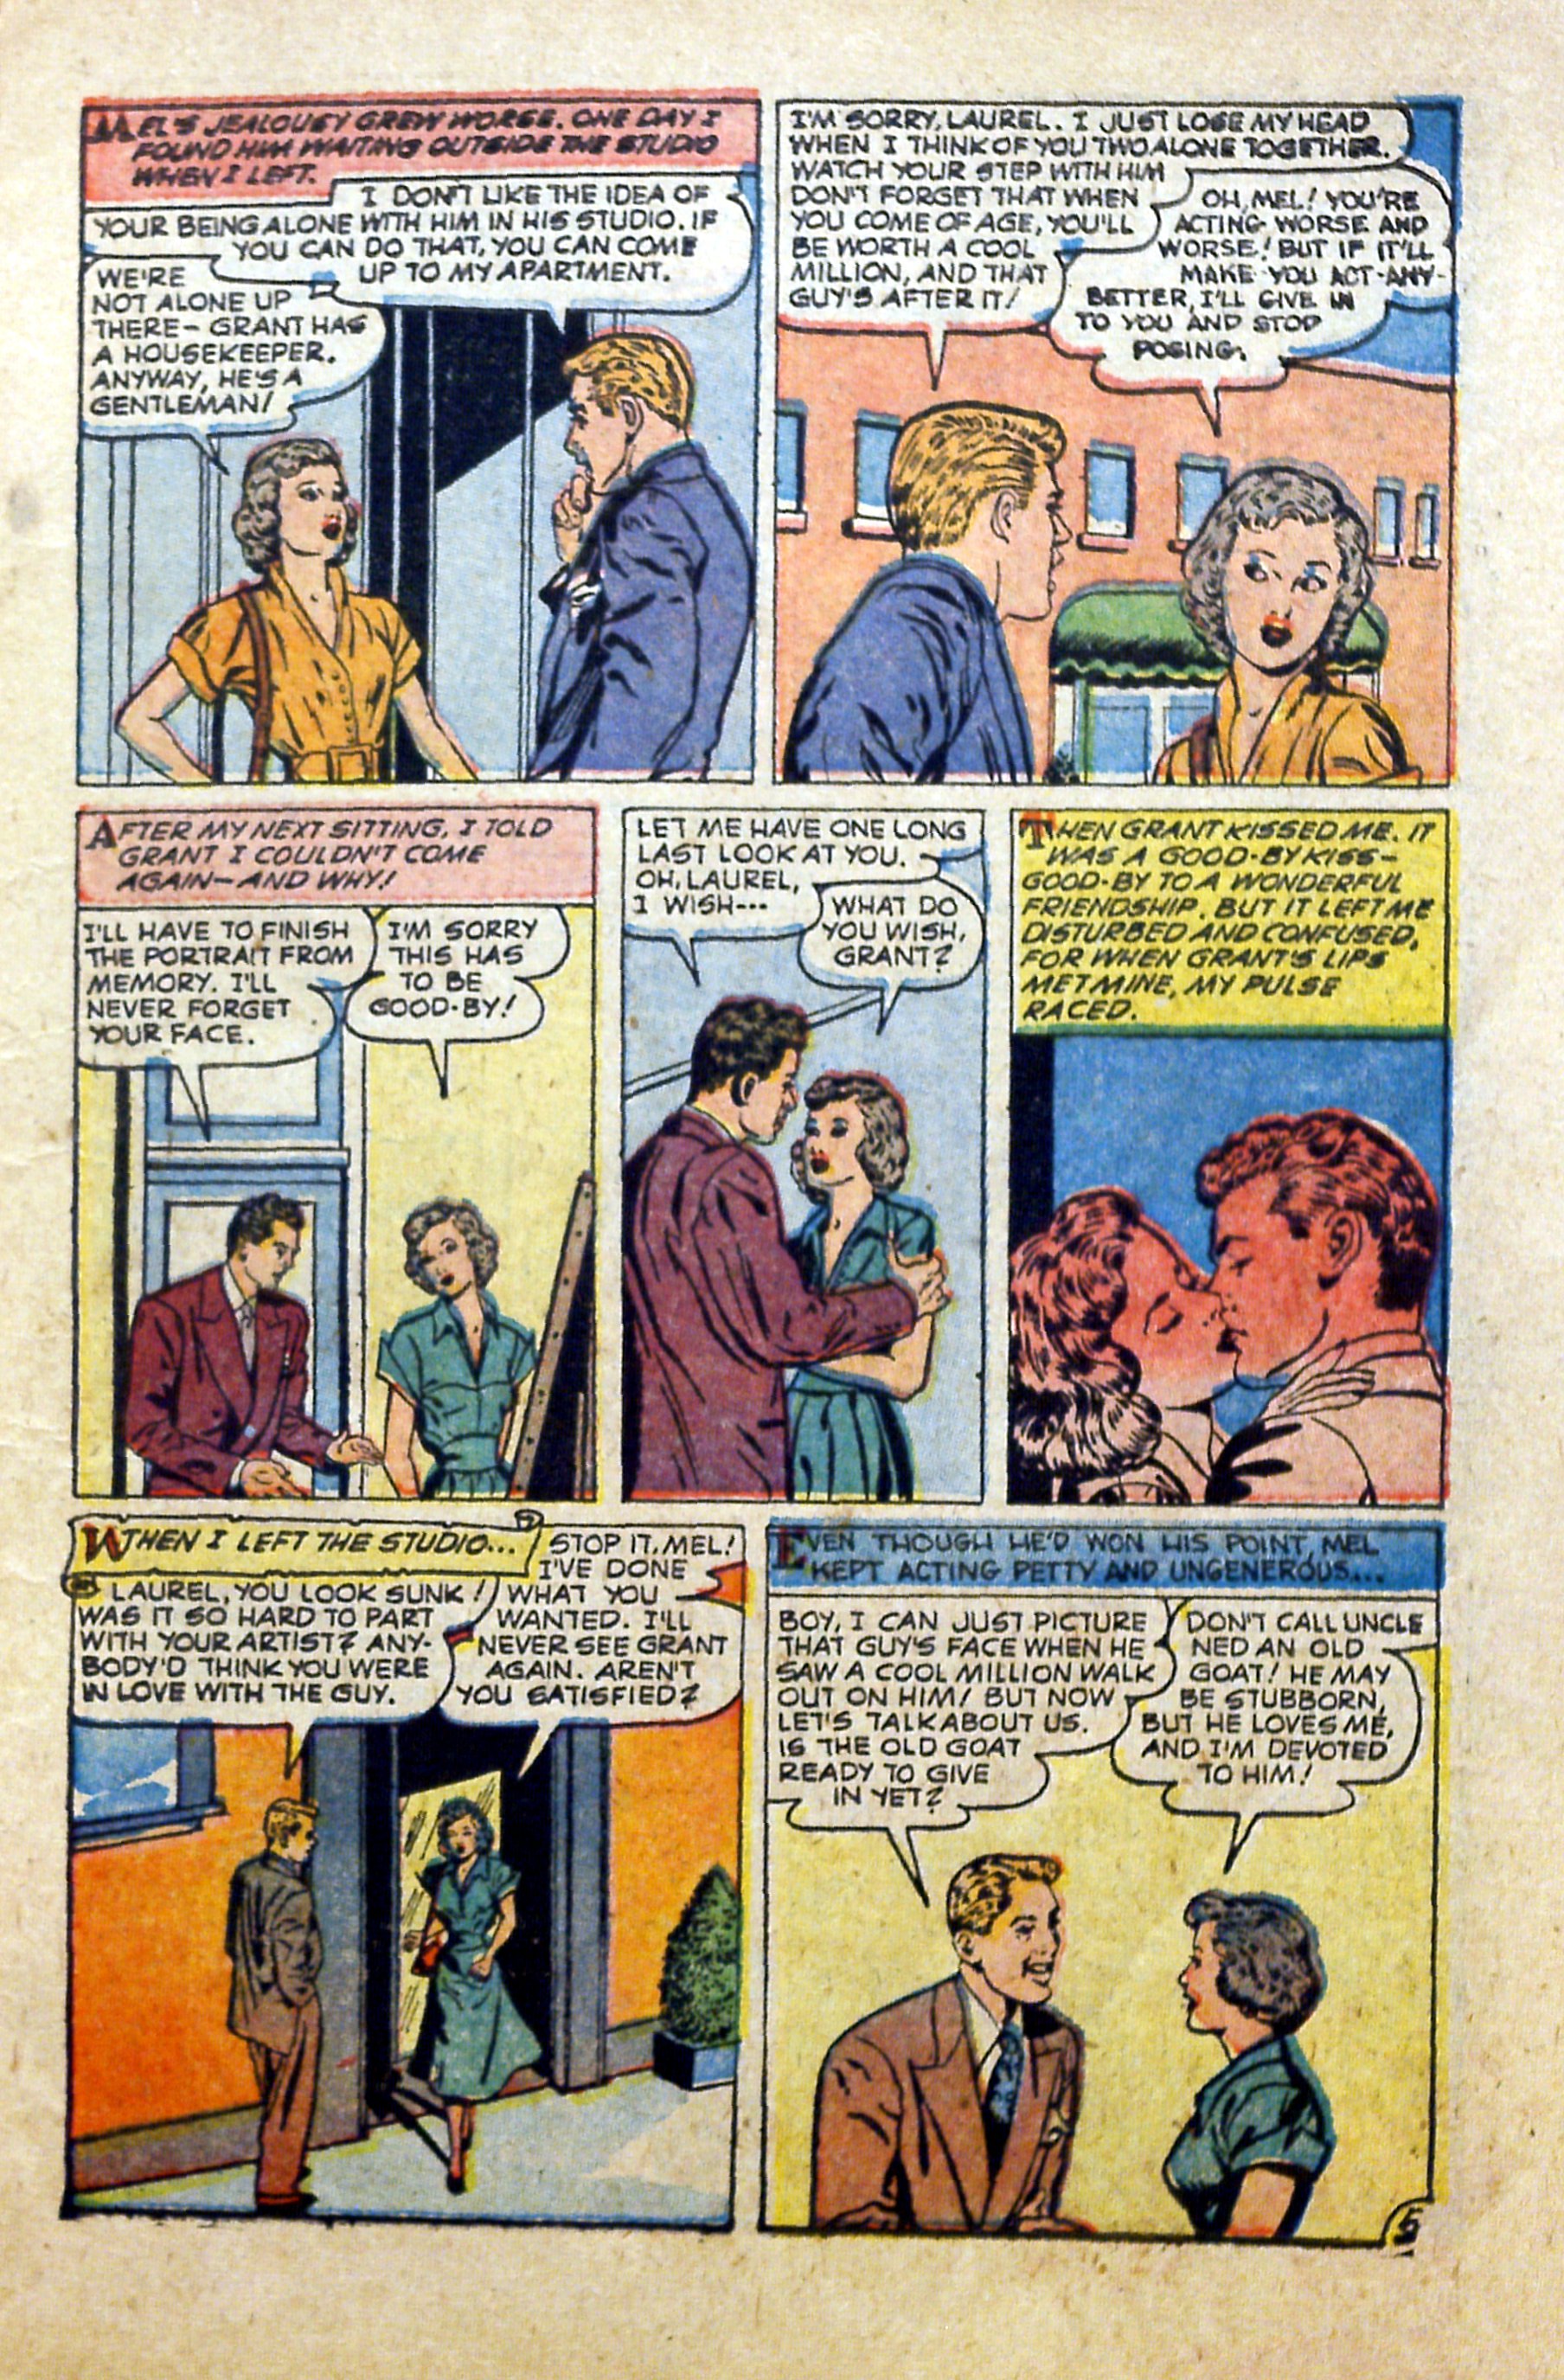 MEL'S JEALOUSY GREW WORSE. ONE DAY I
FOUND HIM WAITING OUTSIDE THE STUDIO
WHEN I LEFT.
I DON'T LIKE THE IDEA OF
YOUR BEING ALONE WITH HIM IN HIS STUDIO. IF
YOU CAN DO THAT, YOU CAN COME
UP TO MY APARTMENT.
WE'RE
NOT ALONE UP
THERE- GRANT HAS
A HOUSEKEEPER.
ANYWAY, HE'S A
GENTLEMAN!
I'M SORRY, LAUREL. I JUST LOSE MY HEAD
WHEN I THINK OF YOU TWO ALONE TOGETHER.
WATCH YOUR STEP WITH HIM
DON'T FORGET THAT WHEN
YOU COME OF AGE, YOU'LL
BE WORTH A COOL
MILLION, AND THAT
GUY'S AFTER IT!
OH, MEL! YOU'RE
ACTING WORSE AND
WORSE! BUT IF IT'LL
MAKE YOU ACT ANY-
BETTER, I'LL GIVE IN
TO YOU AND STOP
POSING.
AFTER MY NEXT SITTING, I TOLD
GRANT I COULDN'T COME
AGAIN- AND WHY!
I'LL HAVE TO FINISH
THE PORTRAIT FROM
MEMORY. I'LL
NEVER FORGET
YOUR FACE.
I'M SORRY
THIS HAS
TO BE
GOOD-BY!
LET ME HAVE ONE LONG
LAST LOOK AT YOU.
OH, LAUREL,
I WISH---
WHAT DO
YOU WISH,
GRANT?
THEN GRANT KISSED ME. IT
WAS A GOOD-BY KISS-
GOOD-BY TO A WONDERFUL
FRIENDSHIP. BUT IT LEFT ME
DISTURBED AND CONFUSED,
FOR WHEN GRANT'S LIPS
MET MINE, MY PULSE
RACED.
WHEN I LEFT THE STUDIO...
LAUREL, YOU LOOK SUNK!
WAS IT SO HARD TO PART
WITH YOUR ARTIST? ANY-
BODY'D THINK YOU WERE
IN LOVE WITH THE GUY.
STOP IT, MEL!
I'VE DONE
WHAT YOU
WANTED. I'LL
NEVER SEE GRANT
AGAIN. AREN'T
YOU SATISFIED?
EVEN THOUGH HE'D WON HIS POINT, MEL
KEPT ACTING PETTY AND UNGENEROUS...
BOY, I CAN JUST PICTURE
THAT GUY'S FACE WHEN HE
SAW A COOL MILLION WALK
OUT ON HIM! BUT NOW
LET'S TALK ABOUT US.
IS THE OLD GOAT
READY TO GIVE
IN YET?
DON'T CALL UNCLE
NED AN OLD
GOAT! HE MAY
BE STUBBORN,
BUT HE LOVES ME,
AND I'M DEVOTED
TO HIM!
5